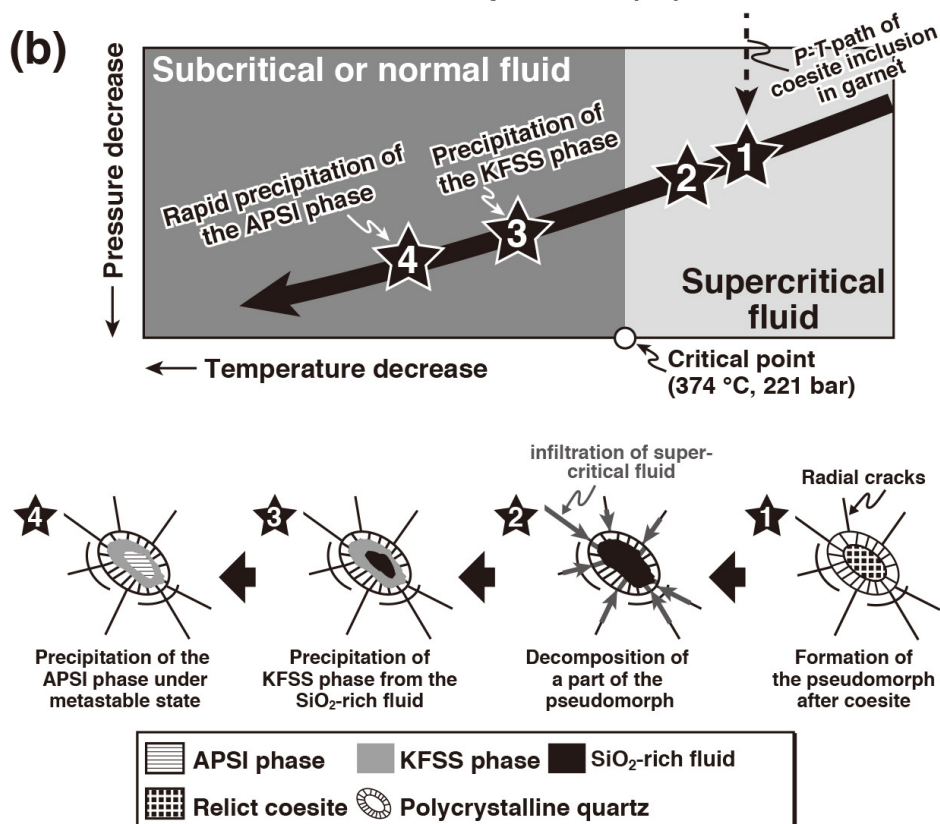 (b)
Subcritical or normal fluid
P-T-path of
coesite inclusion
in garnet
Pressure decrease
Rapid precipitation of
the APSI phase
Precipitation of
the KFSS phase
1
2
3
4
Supercritical
fluid
Temperature decrease
Critical point
(374 °C, 221 bar)
infiltration of super-
critical fluid
Radial cracks
4
3
2
1
Precipitation of the
APSI phase under
metastable state
Precipitation of
KFSS phase from the
SiO₂-rich fluid
Decomposition of
a part of the
pseudomorph
Formation of
the pseudomorph
after coesite
APSI phase
KFSS phase
SiO₂-rich fluid
Relict coesite
Polycrystalline quartz